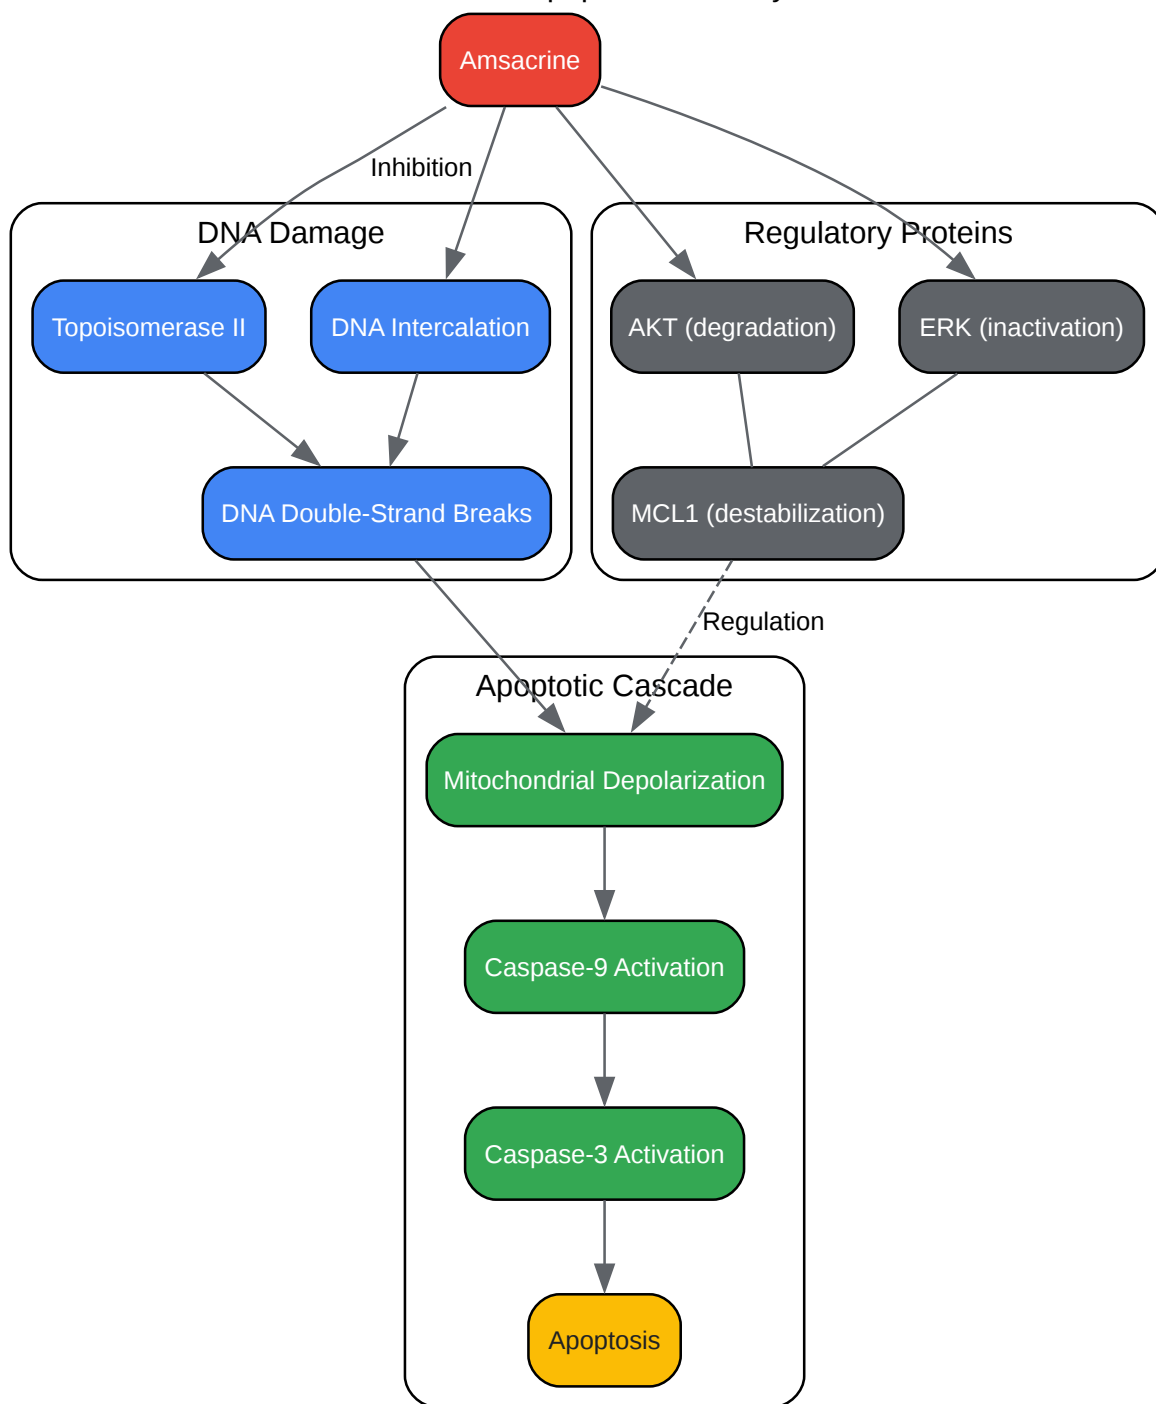 Amsacrine
Inhibition
DNA Damage
Regulatory Proteins
Topoisomerase II
DNA Intercalation
AKT (degradation)
ERK (inactivation)
DNA Double-Strand Breaks
MCL1 (destabilization)
Regulation
Apoptotic Cascade
Mitochondrial Depolarization
Caspase-9 Activation
Caspase-3 Activation
Apoptosis